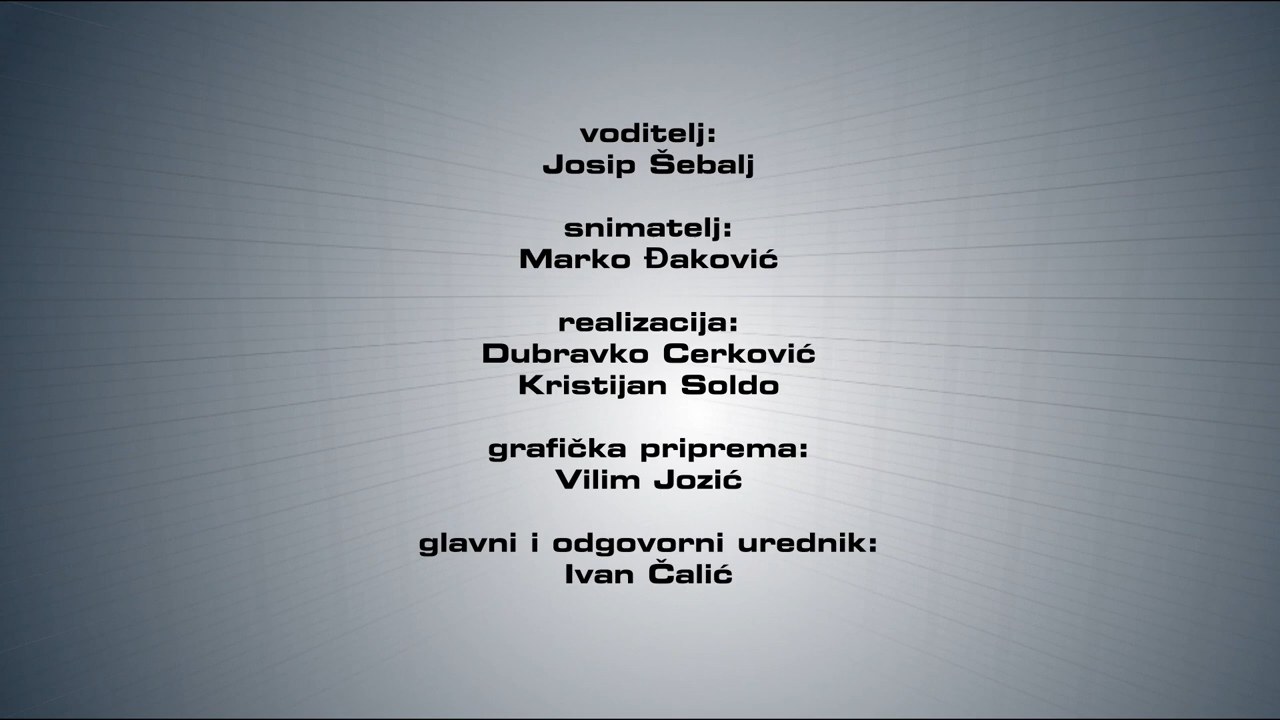 voditelj:
Josip Šebalj
snimatelj:
Marko Đaković
realizacija:
Dubravko Cerković
Kristijan Soldo
grafička priprema:
Vilim Jozić
glavni i odgovorni urednik:
Ivan Čalić